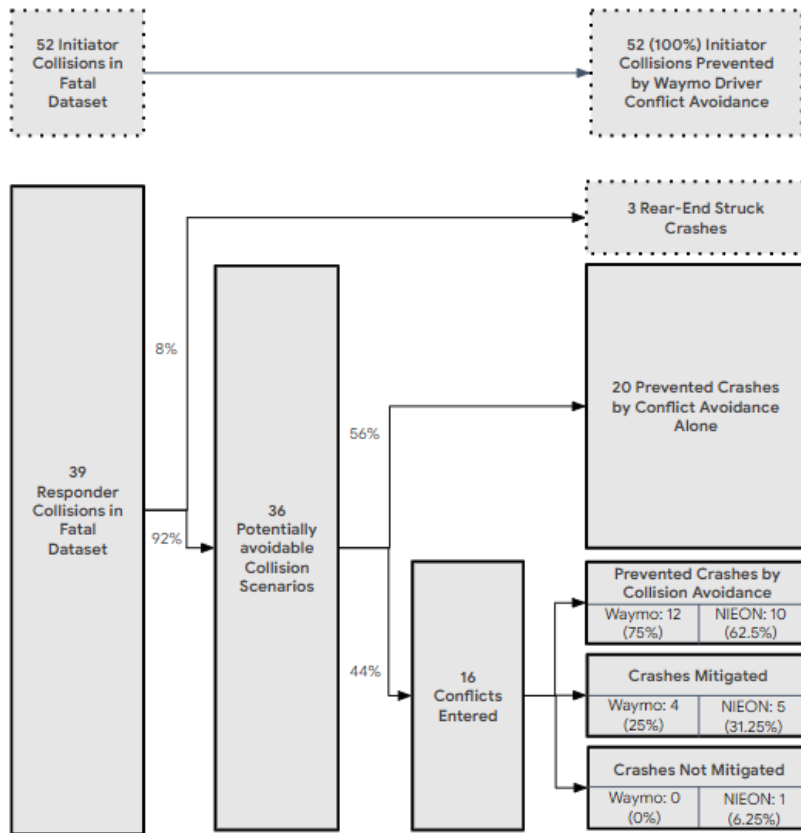 52 Initiator
Collisions in
Fatal
Dataset
52 (100%) Initiator
Collisions Prevented
by Waymo Driver
Conflict Avoidance
3 Rear-End Struck
Crashes
8%
20 Prevented Crashes
by Conflict Avoidance
Alone
56%
39
Responder
Collisions in
Fatal
Dataset
92%
36
Potentially
avoidable
Collision
Scenarios
44%
16
Conflicts
Entered
Prevented Crashes by
Collision Avoidance
Waymo: 12
(75%)
NIEON: 10
(62.5%)
Crashes Mitigated
Waymo: 4
(25%)
NIEON: 5
(31.25%)
Crashes Not Mitigated
Waymo: 0
(0%)
NIEON: 1
(6.25%)